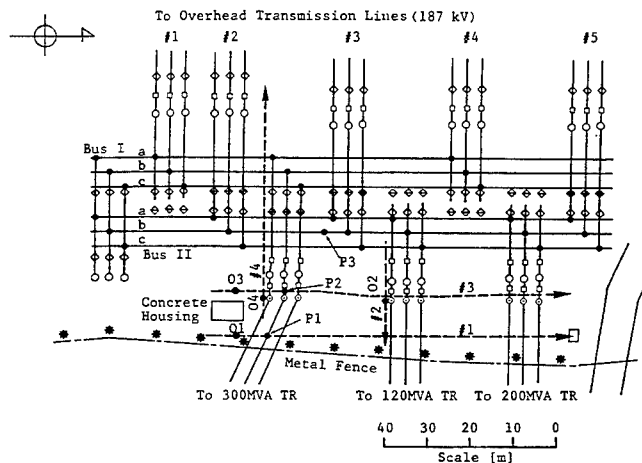 To Overhead Transmission Lines (187 kV)
#1
#2
#3
#4
#5
Bus I
a
b
c
a
b
c
Bus II
P3
O3
#4
O4
P2
O2
#2
#3
Concrete
Housing
O1
P1
#1
Metal Fence
To 300MVA TR
To 120MVA TR
To 200MVA TR
40 30 20 10 0
Scale [m]